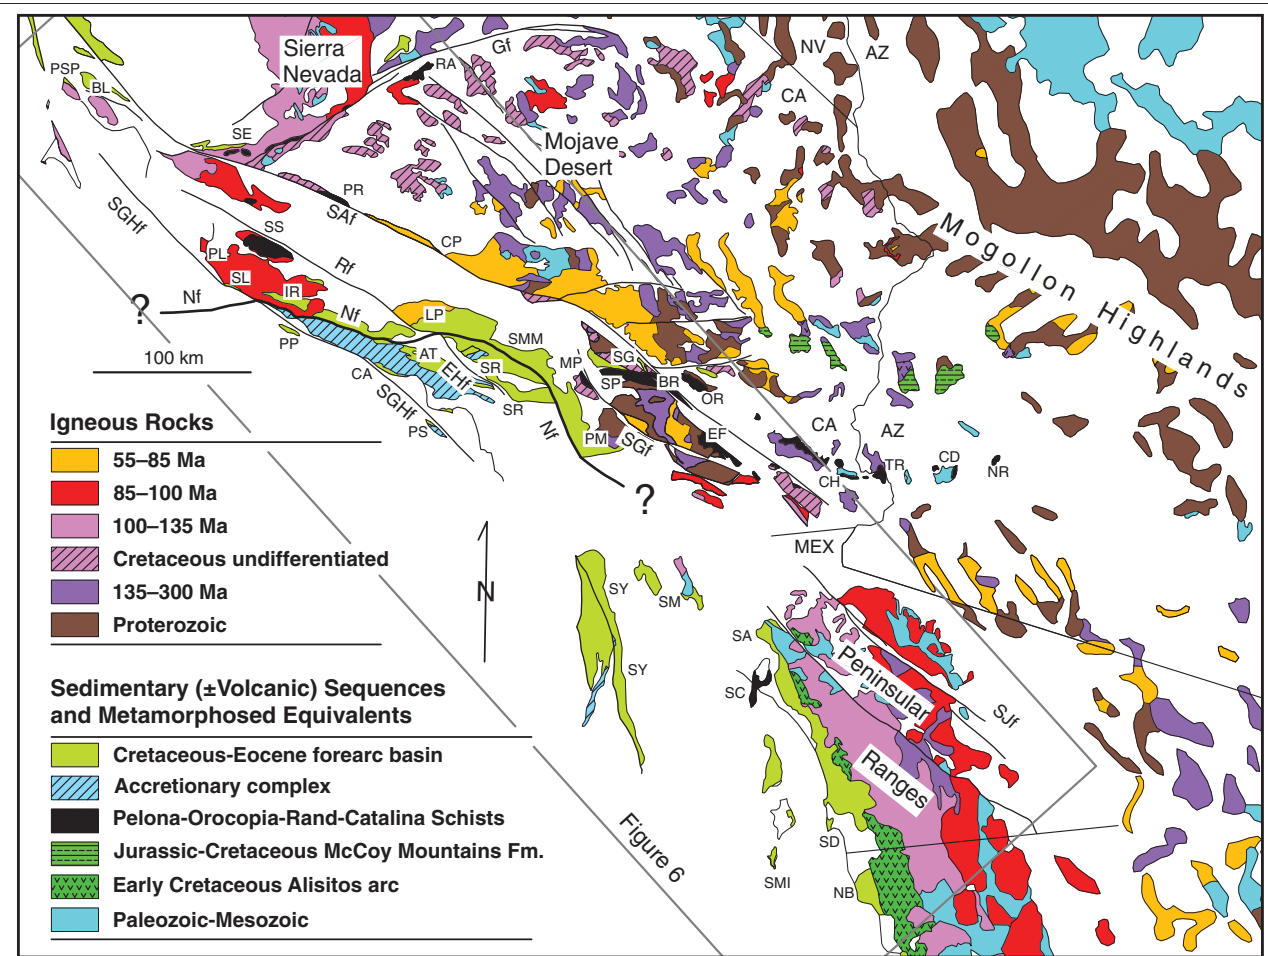 Sierra
Nevada
PSP
BL
SE
RA
Gf
NV
AZ
CA
Mojave
Desert
PR
SAf
SGHf
SS
CP
PL
SL
IR
Rf
Nf
?
Nf
LP
PP
AT
SMM
100 km
CA
EHf
SR
SR
SGHf
PS
Nf
MP
SG
SP
BR
OR
PM
SGf
EF
?
CA
AZ
CH
TR
CD
NR
MEX
Mogollon Highlands
Igneous Rocks
55–85 Ma
85–100 Ma
100–135 Ma
Cretaceous undifferentiated
135–300 Ma
Proterozoic
N
SY
SM
SY
SA
SC
Peninsular
Ranges
SJf
SD
NB
SMI
Figure 6
Sedimentary (±Volcanic) Sequences
and Metamorphosed Equivalents
Cretaceous-Eocene forearc basin
Accretionary complex
Pelona-Orocopia-Rand-Catalina Schists
Jurassic-Cretaceous McCoy Mountains Fm.
Early Cretaceous Alisitos arc
Paleozoic-Mesozoic